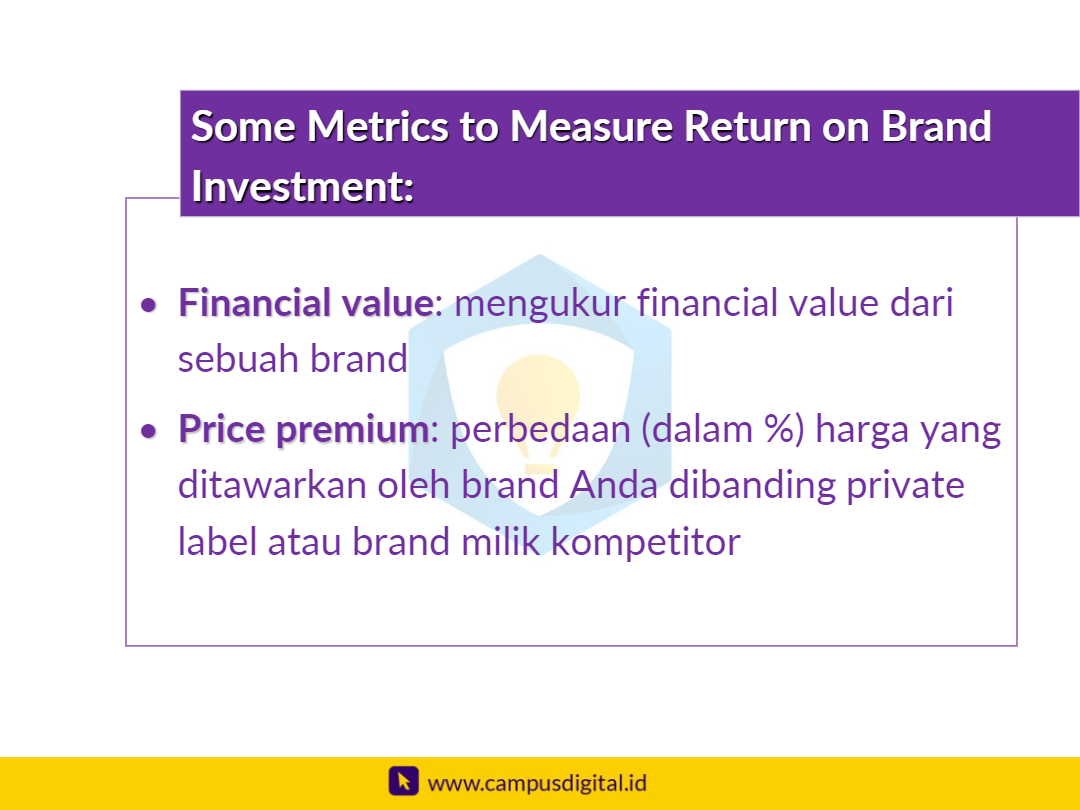 Some Metrics to Measure Return on Brand
Investment:
• Financial value: mengukur financial value dari
sebuah brand
• Price premium: perbedaan (dalam %) harga yang
ditawarkan oleh brand Anda dibanding private
label atau brand milik kompetitor
www.campusdigital.id